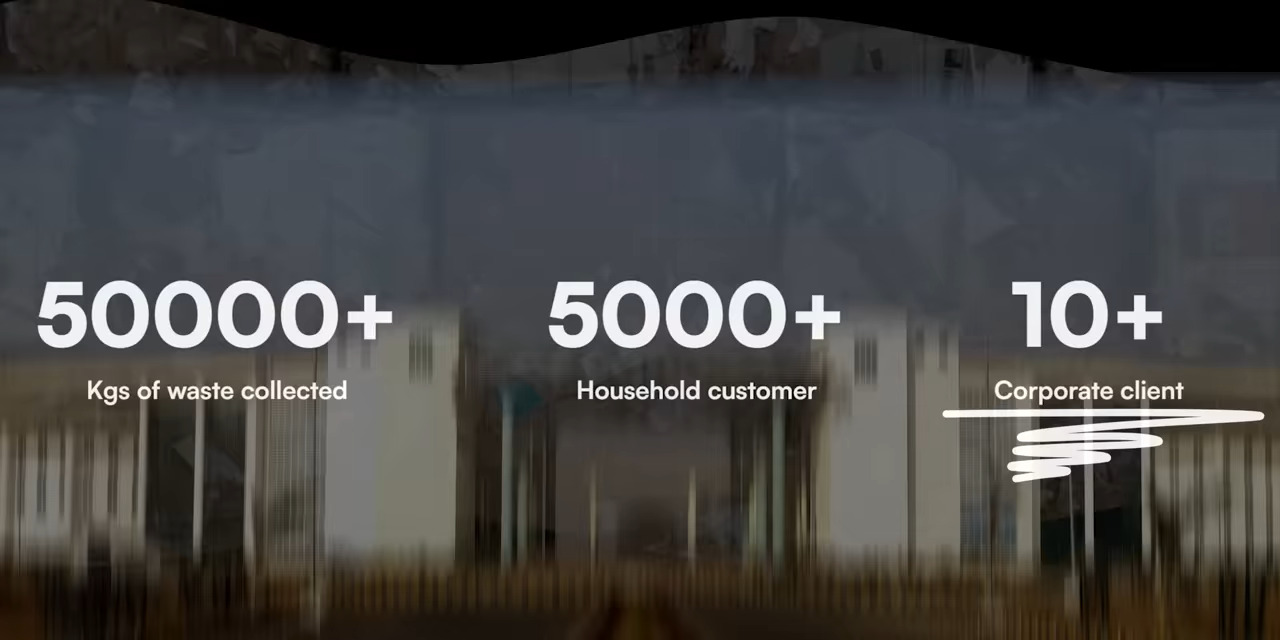 50000+
5000+
10+
Kgs of waste collected
Household customer
Corporate client